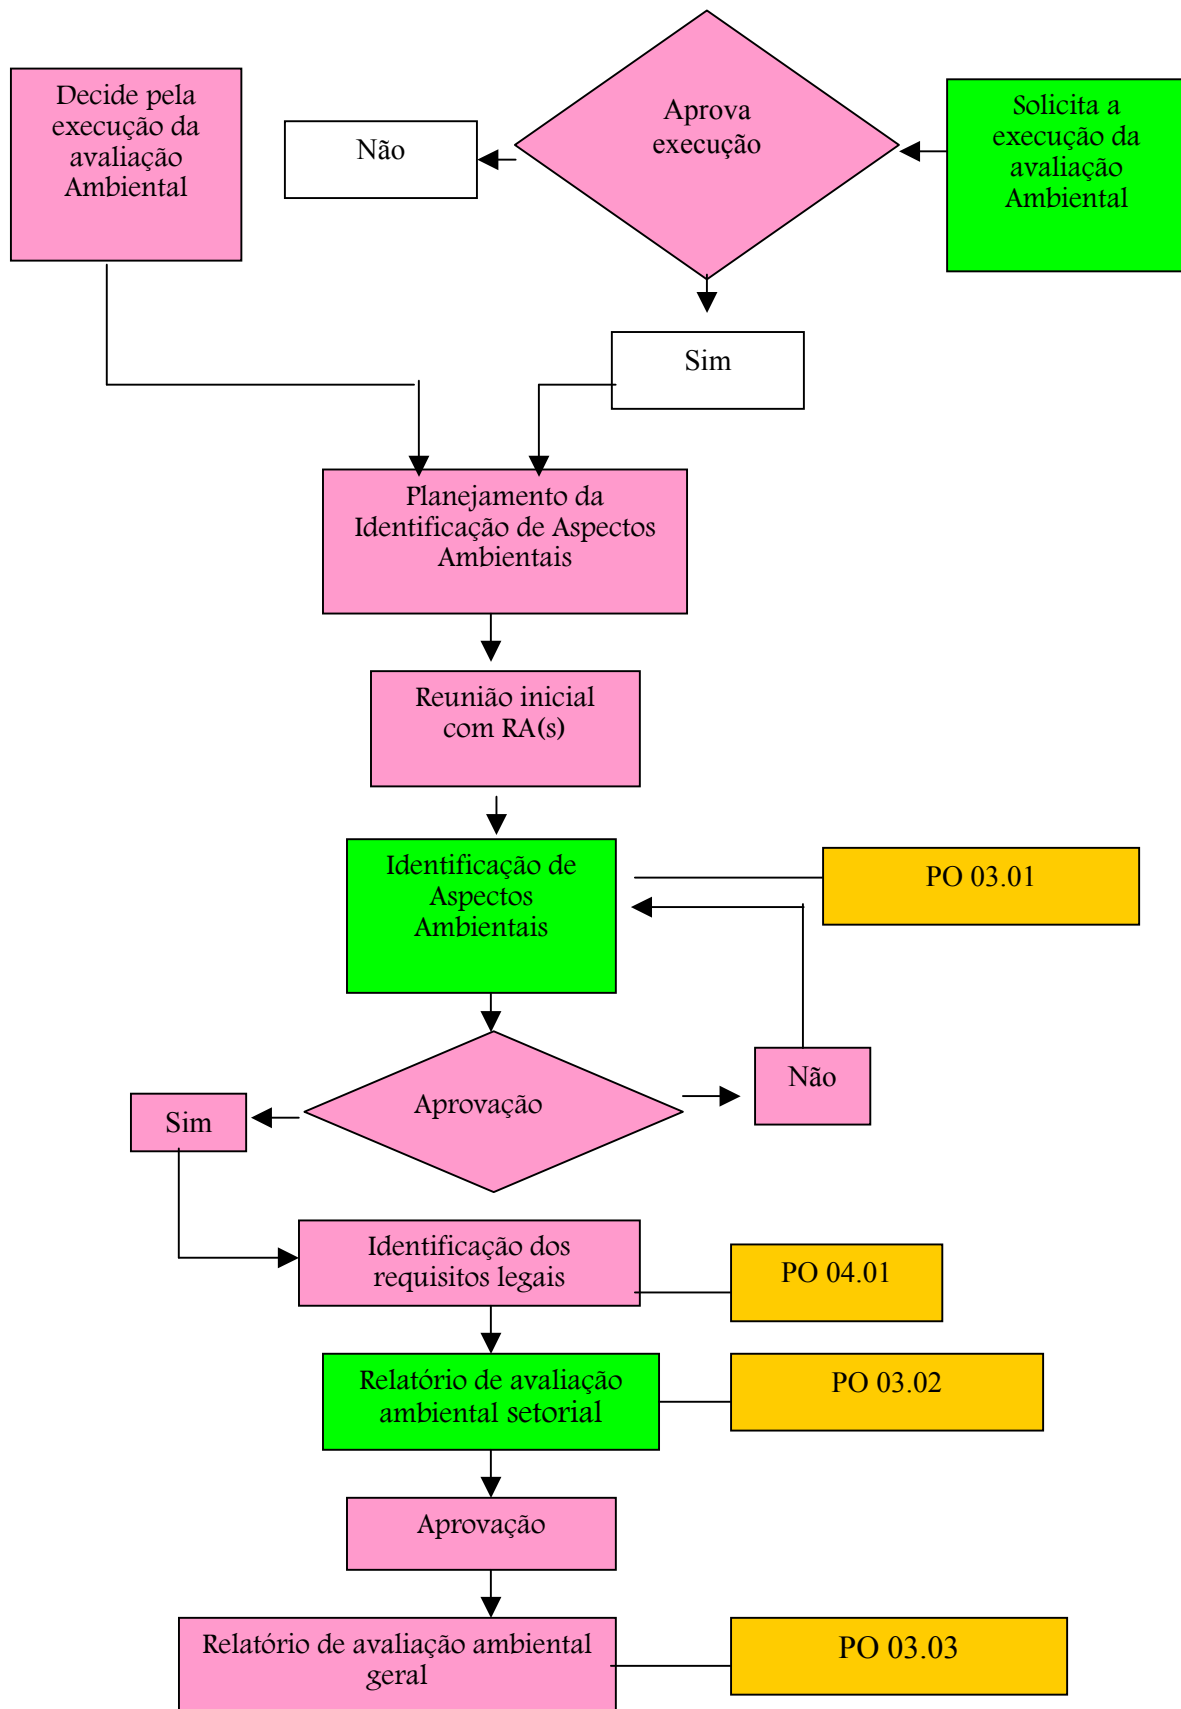 Decide pela
execução da
avaliação
Ambiental
Não
Aprova
execução
Solicita a
execução da
avaliação
Ambiental
Sim
Planejamento da
Identificação de Aspectos
Ambientais
Reunião inicial
com RA(s)
Identificação de
Aspectos
Ambientais
PO 03.01
Não
Aprovação
Sim
Identificação dos
requisitos legais
PO 04.01
Relatório de avaliação
ambiental setorial
PO 03.02
Aprovação
Relatório de avaliação ambiental
geral
PO 03.03